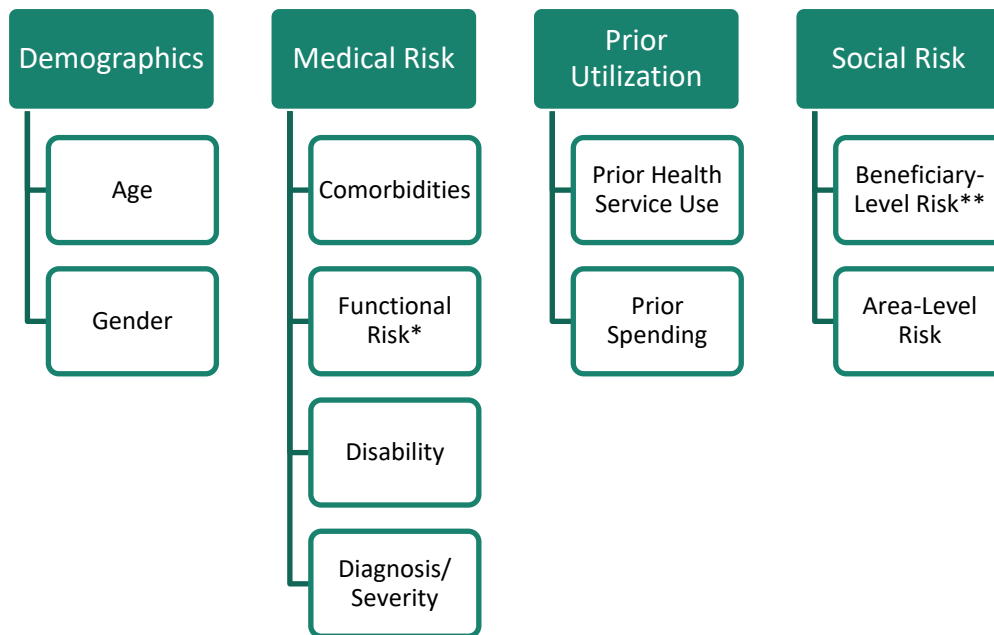 Demographics
Age
Gender
Medical Risk
Comorbidities
Functional
Risk*
Disability
Diagnosis/
Severity
Prior
Utilization
Prior Health
Service Use
Prior
Spending
Social Risk
Beneficiary-
Level Risk**
Area-Level
Risk